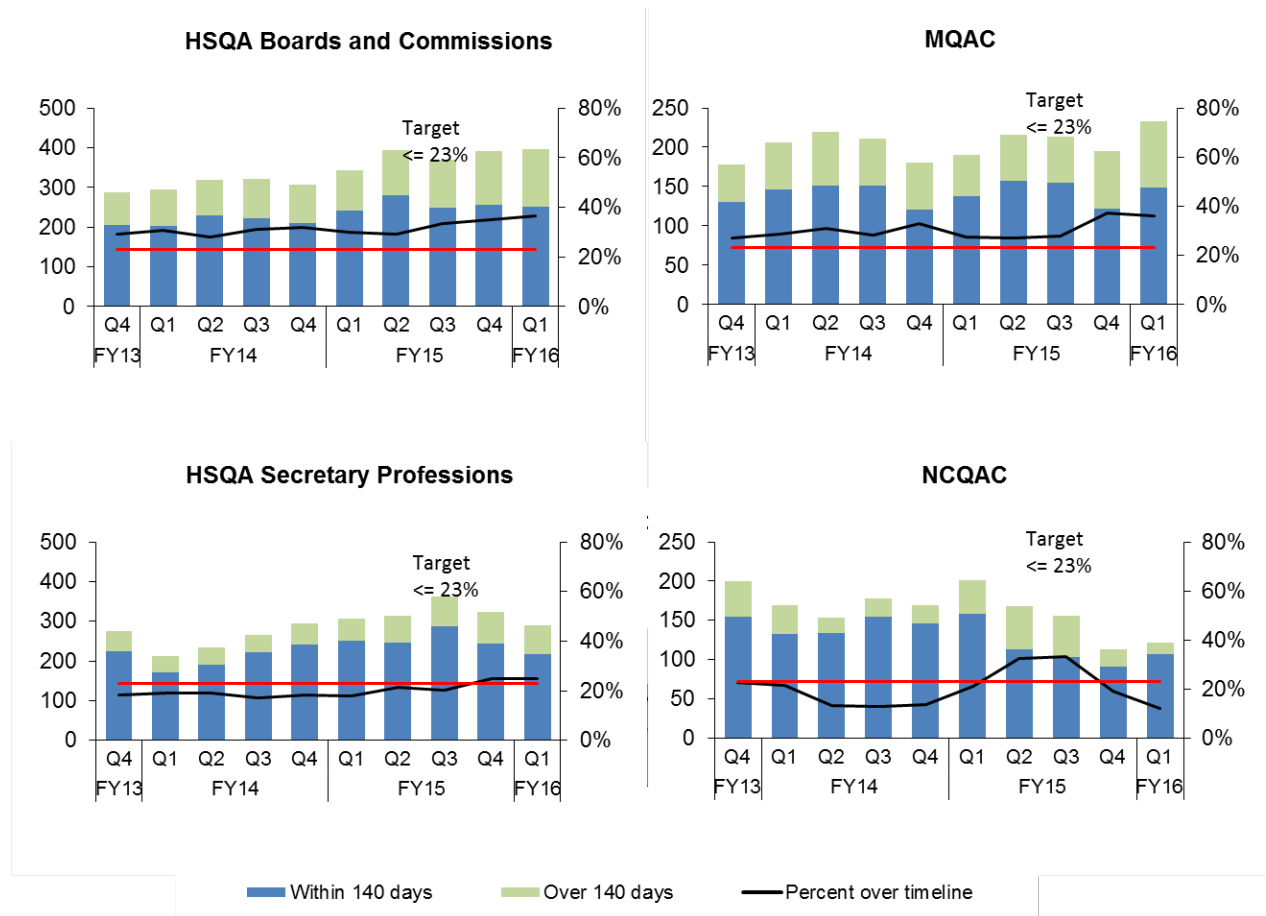 HSQA Boards and Commissions
500
400
300
200
100
0
80%
60%
40%
20%
0%
Target
<= 23%
Q4 Q1 Q2 Q3 Q4 Q1 Q2 Q3 Q4 Q1
FY13 FY14 FY15 FY16
MQAC
250
200
150
100
50
0
80%
60%
40%
20%
0%
Target
<= 23%
Q4 Q1 Q2 Q3 Q4 Q1 Q2 Q3 Q4 Q1
FY13 FY14 FY15 FY16
HSQA Secretary Professions
500
400
300
200
100
0
80%
60%
40%
20%
0%
Target
<= 23%
Q4 Q1 Q2 Q3 Q4 Q1 Q2 Q3 Q4 Q1
FY13 FY14 FY15 FY16
NCQAC
250
200
150
100
50
0
80%
60%
40%
20%
0%
Target
<= 23%
Q4 Q1 Q2 Q3 Q4 Q1 Q2 Q3 Q4 Q1
FY13 FY14 FY15 FY16
Within 140 days Over 140 days Percent over timeline